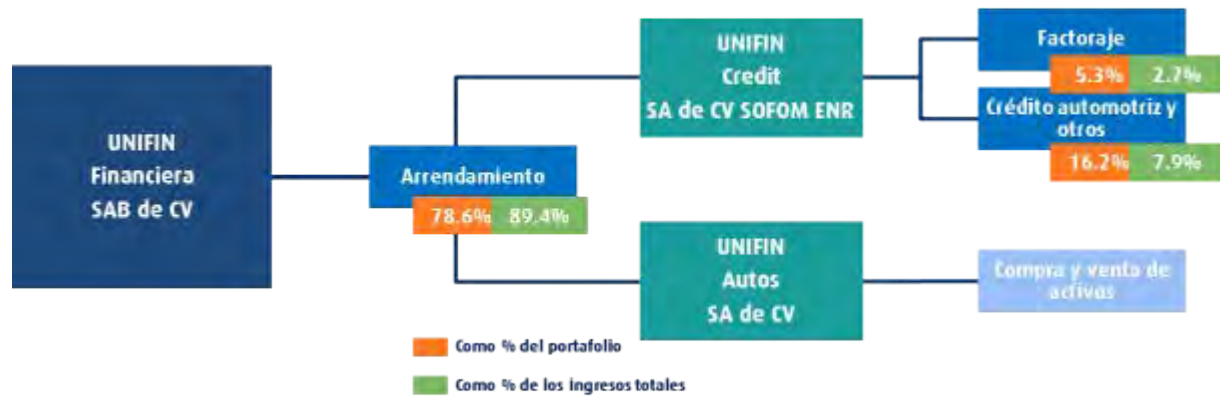 UNIFIN
Financiera
SAB de CV
Arrendamiento
78.6% 89.4%
UNIFIN
Credit
SA de CV SOFOM ENR
Factoraje
5.3% 2.7%
Crédito automotriz y
otros
16.2% 7.9%
UNIFIN
Autos
SA de CV
Compra y vento de
activos
Como % del portafolio
Como % de los ingresos totales